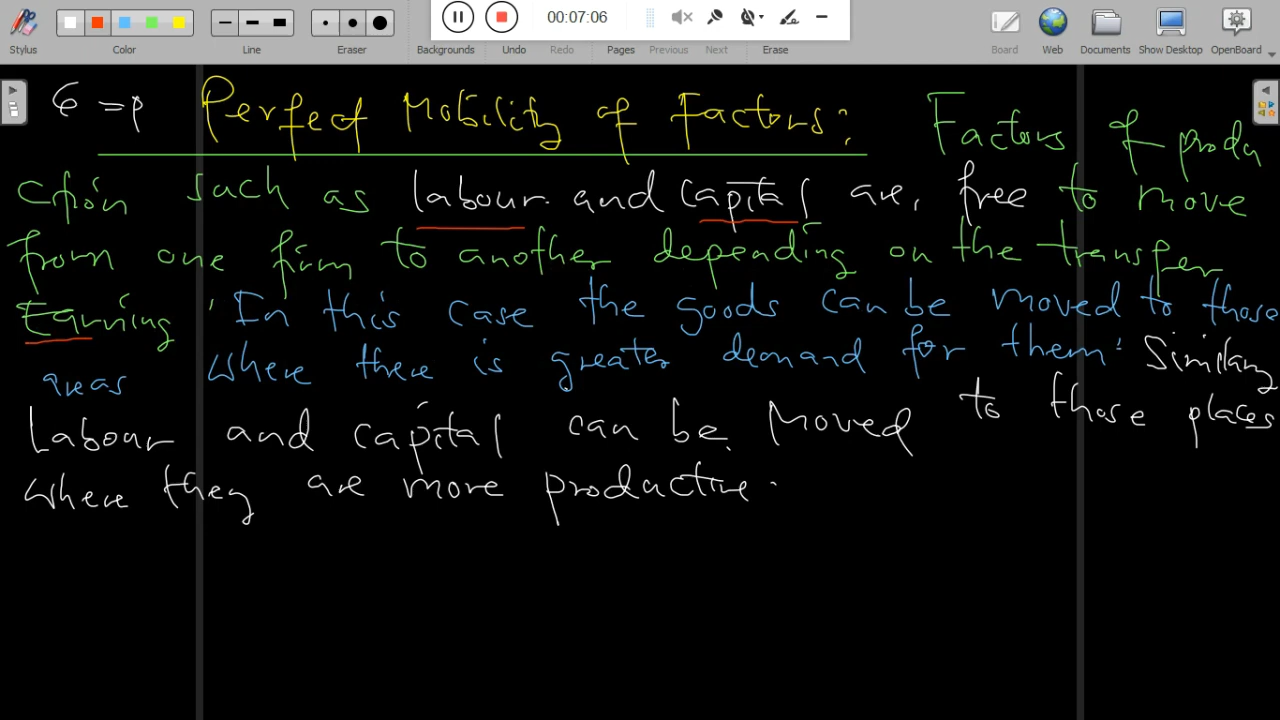 00:07:06
Stylus Color Line Eraser Backgrounds Undo Redo Pages Previous Next Erase Board Web Documents Show Desktop OpenBoard
6 =p Perfect Mobility of Factors: Factors of produ
ction such as labour and capital are, free to move
from one firm to another depending on the transfer
Earning ' In this case the goods can be moved to those
areas where there is greater demand for them: Similarly
Labour and capital can be moved to those places
where they are more productive.